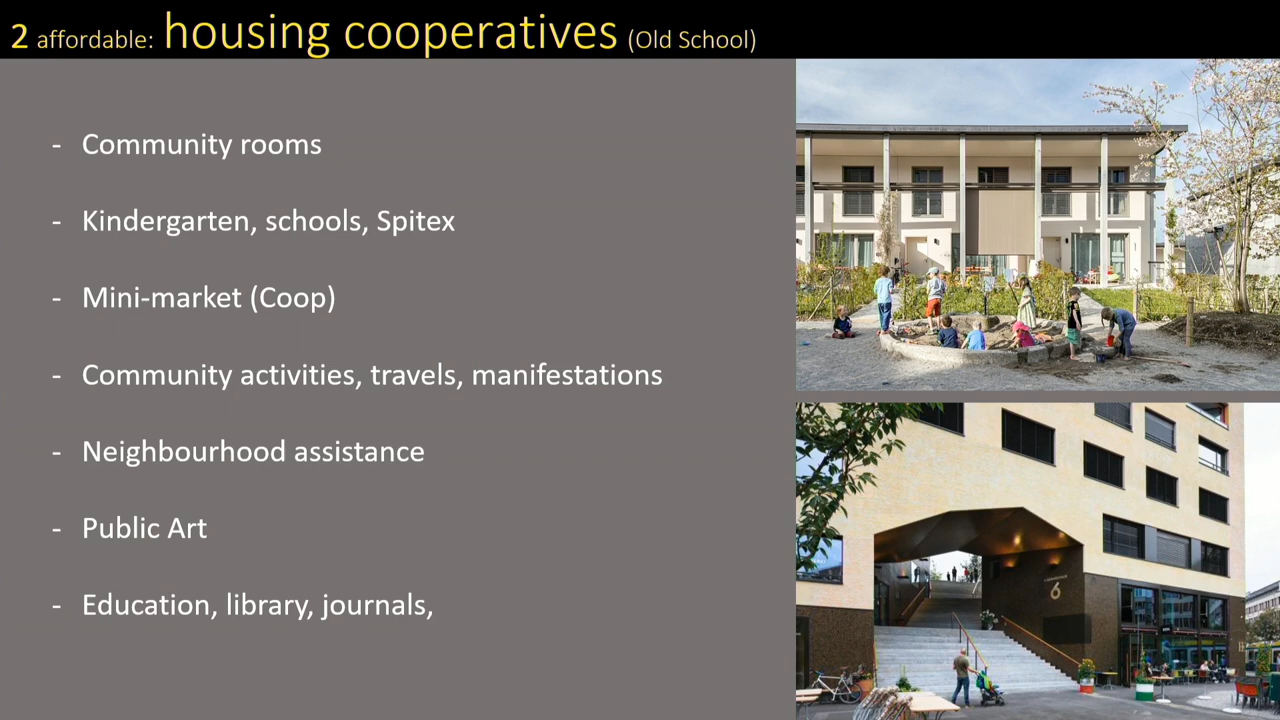 2 affordable: housing cooperatives (Old School)
- Community rooms
- Kindergarten, schools, Spitex
- Mini-market (Coop)
- Community activities, travels, manifestations
- Neighbourhood assistance
- Public Art
- Education, library, journals,
6